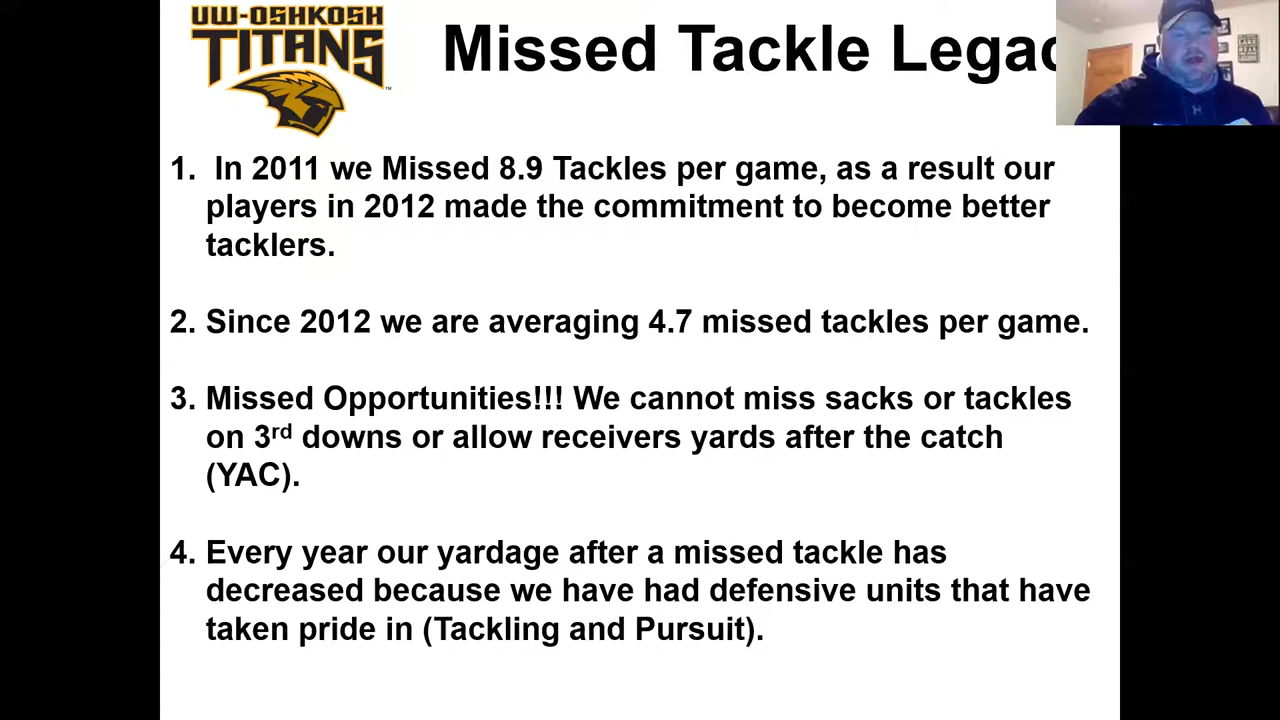 UW-OSHKOSH
TITANS
Missed Tackle Legac
1. In 2011 we Missed 8.9 Tackles per game, as a result our
players in 2012 made the commitment to become better
tacklers.
2. Since 2012 we are averaging 4.7 missed tackles per game.
3. Missed Opportunities!!! We cannot miss sacks or tackles
on 3rd downs or allow receivers yards after the catch
(YAC).
4. Every year our yardage after a missed tackle has
decreased because we have had defensive units that have
taken pride in (Tackling and Pursuit).